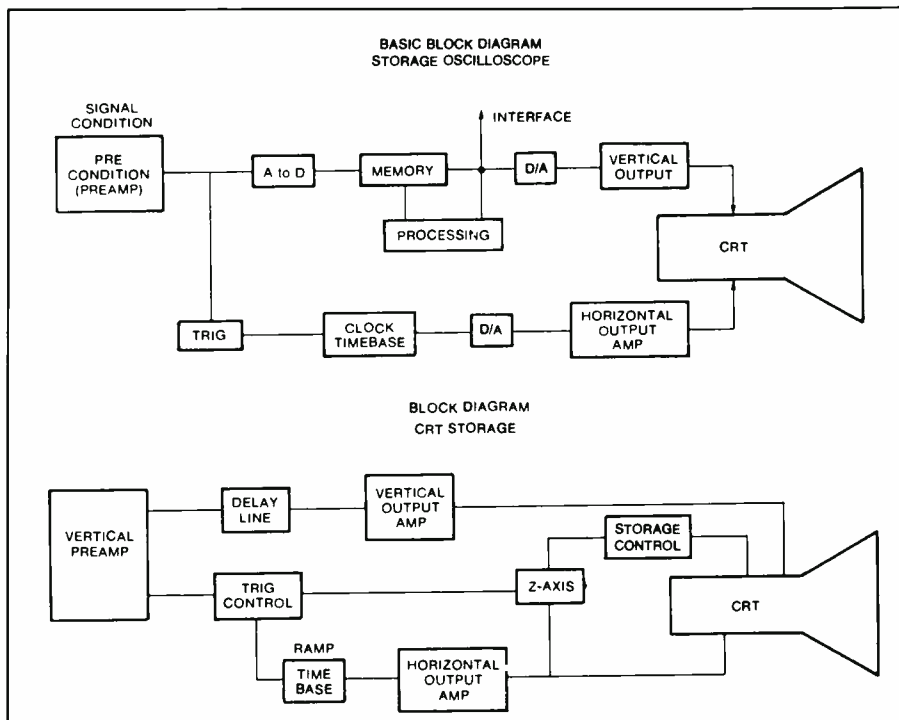 BASIC BLOCK DIAGRAM
STORAGE OSCILLOSCOPE
SIGNAL CONDITION
PRE CONDITION (PREAMP)
A to D
MEMORY
INTERFACE
D/A
VERTICAL OUTPUT
PROCESSING
CRT
TRIG
CLOCK TIMEBASE
D/A
HORIZONTAL OUTPUT AMP
BLOCK DIAGRAM
CRT STORAGE
VERTICAL PREAMP
DELAY LINE
VERTICAL OUTPUT AMP
STORAGE CONTROL
TRIG CONTROL
Z-AXIS
CRT
RAMP
TIME BASE
HORIZONTAL OUTPUT AMP